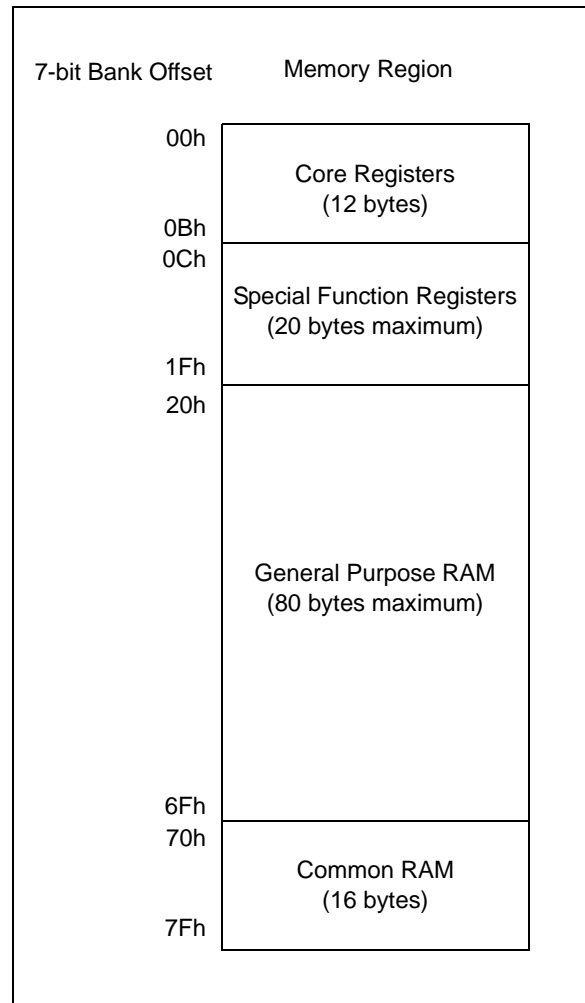 7-bit Bank Offset Memory Region
00h
Core Registers
(12 bytes)
0Bh
0Ch
Special Function Registers
(20 bytes maximum)
1Fh
20h
General Purpose RAM
(80 bytes maximum)
6Fh
70h
Common RAM
(16 bytes)
7Fh